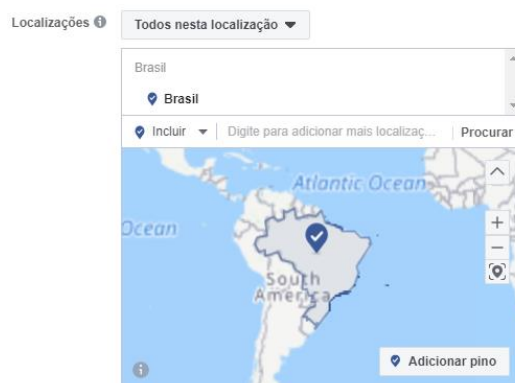 Localizações
Todos nesta localização
Brasil
Brasil
Incluir
Digite para adicionar mais localizaç...
Procurar
Atlantic Ocean
Ocean
South
America
Adicionar pino